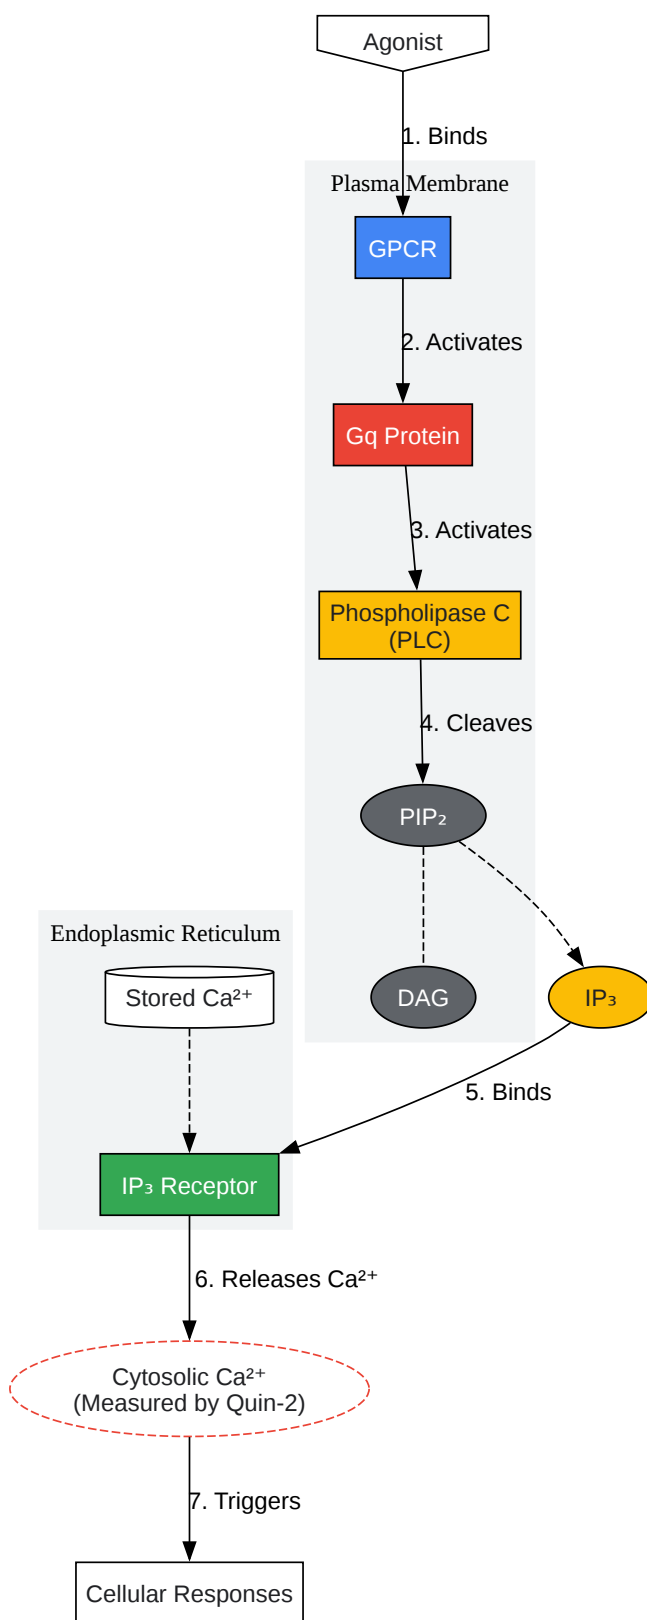 Agonist
1. Binds
Plasma Membrane
GPCR
2. Activates
Gq Protein
3. Activates
Phospholipase C
(PLC)
4. Cleaves
PIP₂
Endoplasmic Reticulum
Stored Ca²⁺
DAG
IP₃
5. Binds
IP₃ Receptor
6. Releases Ca²⁺
Cytosolic Ca²⁺
(Measured by Quin-2)
7. Triggers
Cellular Responses